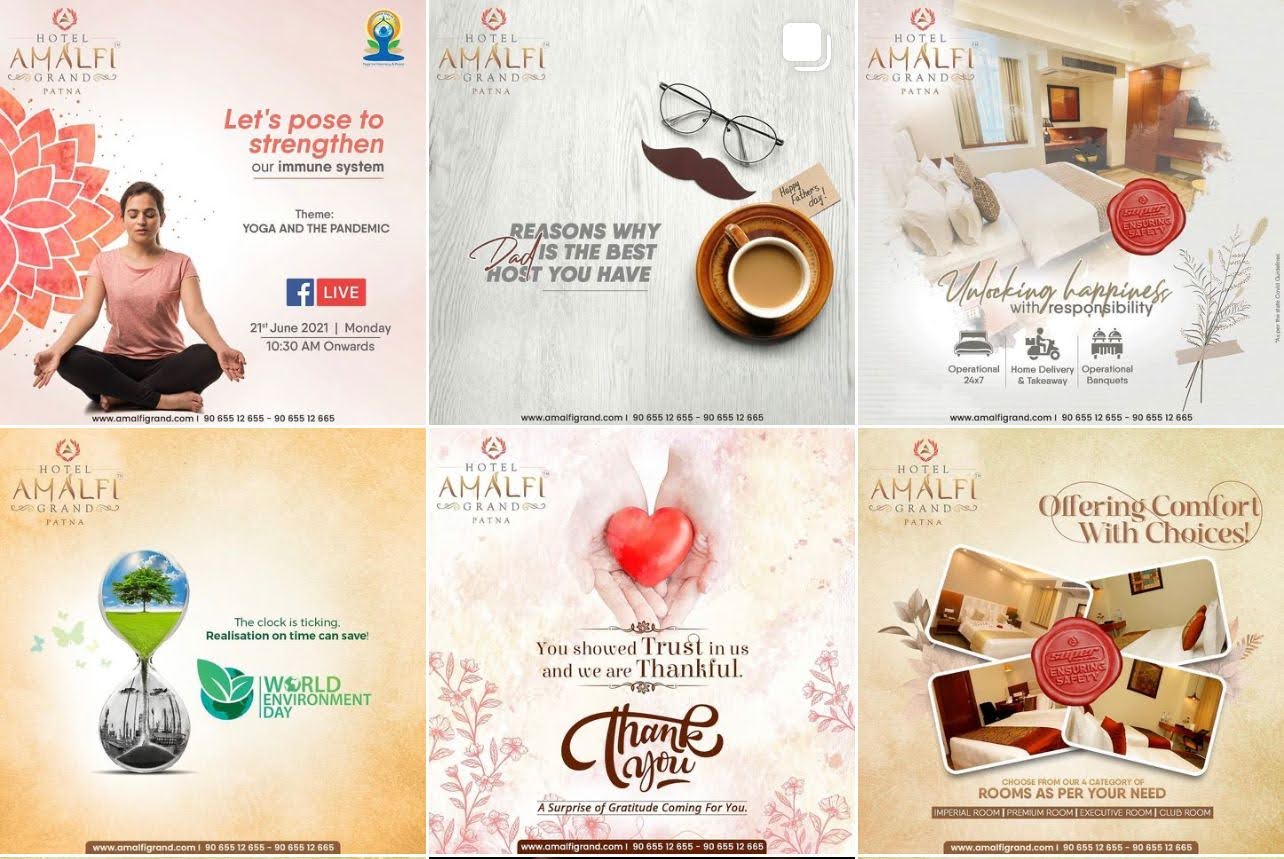 HOTEL
AMALFI
GRAND
PATNA
Let's pose to
strengthen
our immune system
Theme:
YOGA AND THE PANDEMIC
f LIVE
21st June 2021 | Monday
10:30 AM Onwards
www.amalfigrand.com I 90 655 12 655 - 90 655 12 665
HOTEL
AMALFI
GRAND
PATNA
Happy
Father's
day!
REASONS WHY
Dad IS THE BEST
HOST YOU HAVE
www.amalfigrand.com I 90 655 12 655 - 90 655 12 665
HOTEL
AMALFI
GRAND
PATNA
super
ENSURING
SAFETY
Unlocking happiness
with responsibility
Operational
24x7
Home Delivery
& Takeaway
Operational
Banquets
*As per the state Covid Guidelines
www.amalfigrand.com I 90 655 12 655 - 90 655 12 665
HOTEL
AMALFI™
GRAND
PATNA
The clock is ticking,
Realisation on time can save!
WORLD
ENVIRONMENT
DAY
www.amalfigrand.com I 90 655 12 655 - 90 655 12 665
HOTEL
AMALFI
GRAND
PATNA
You showed Trust in us
and we are Thankful.
Thank
you
A Surprise of Gratitude Coming For You.
www.amalfigrand.com I 90 655 12 655 - 90 655 12 665
HOTEL
AMALFI
GRAND
PATNA
Offering Comfort
With Choices!
super
ENSURING
SAFETY
CHOOSE FROM OUR 4 CATEGORY OF
ROOMS AS PER YOUR NEED
IMPERIAL ROOM | PREMIUM ROOM | EXECUTIVE ROOM | CLUB ROOM
www.amalfigrand.com I 90 655 12 655 - 90 655 12 665